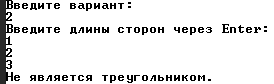 Введите вариант:
2
Введите длины сторон через Enter:
1
2
3
Не является треугольником.